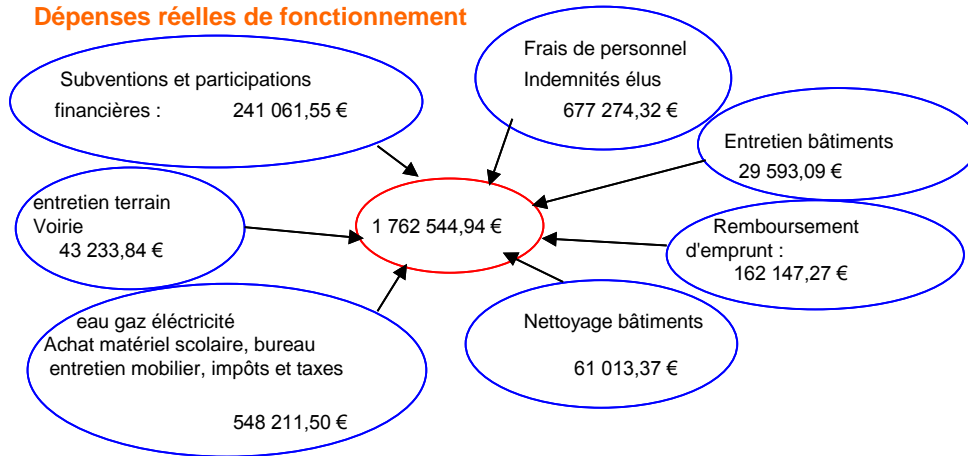 Dépenses réelles de fonctionnement
Subventions et participations
financières : 241 061,55 €
Frais de personnel
Indemnités élus
677 274,32 €
Entretien bâtiments
29 593,09 €
entretien terrain
Voirie
43 233,84 €
1 762 544,94 €
Remboursement
d'emprunt :
162 147,27 €
eau gaz éléctricité
Achat matériel scolaire, bureau
entretien mobilier, impôts et taxes
548 211,50 €
Nettoyage bâtiments
61 013,37 €